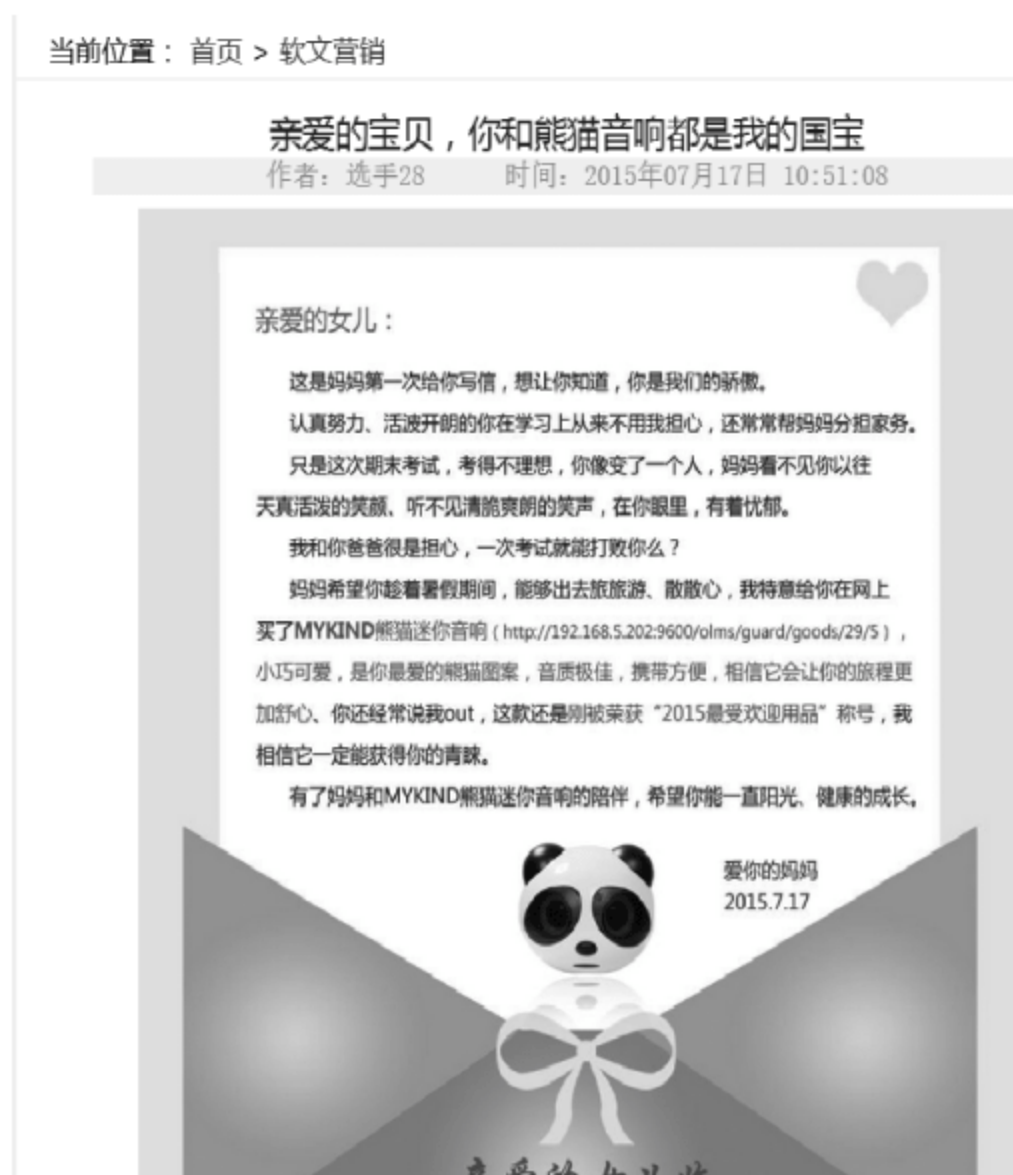 当前位置： 首页 > 软文营销
亲爱的宝贝，你和熊猫音响都是我的国宝
作者：选手28 时间：2015年07月17日 10:51:08
亲爱的女儿：
这是妈妈第一次给你写信，想让你知道，你是我们的骄傲。
认真努力、活波开朗的你在学习上从来不用我担心，还常常帮妈妈分担家务。
只是这次期末考试，考得不理想，你像变了一个人，妈妈看不见你以往
天真活泼的笑颜、听不见清脆爽朗的笑声，在你眼里，有着忧郁。
我和你爸爸很是担心，一次考试就能打败你么？
妈妈希望你趁着暑假期间，能够出去旅旅游、散散心，我特意给你在网上
买了MYKIND熊猫迷你音响（http://192.168.5.202:9600/olms/guard/goods/29/5），
小巧可爱，是你最爱的熊猫图案，音质极佳，携带方便，相信它会让你的旅程更
加舒心、你还经常说我out，这款还是刚被荣获“2015最受欢迎用品”称号，我
相信它一定能获得你的青睐。
有了妈妈和MYKIND熊猫迷你音响的陪伴，希望你能一直阳光、健康的成长。
爱你的妈妈
2015.7.17